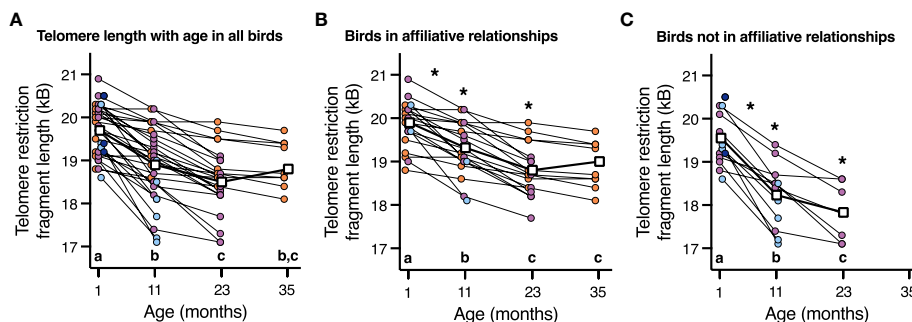 A
Telomere length with age in all birds
Telomere restriction
fragment length (kB)
21
20
19
18
17
a
b
c
b,c
1
11
23
35
Age (months)
B
Birds in affiliative relationships
Telomere restriction
fragment length (kB)
21
20
19
18
17
*
*
*
a
b
c
c
1
11
23
35
Age (months)
C
Birds not in affiliative relationships
Telomere restriction
fragment length (kB)
21
20
19
18
17
*
*
*
a
b
c
1
11
23
35
Age (months)